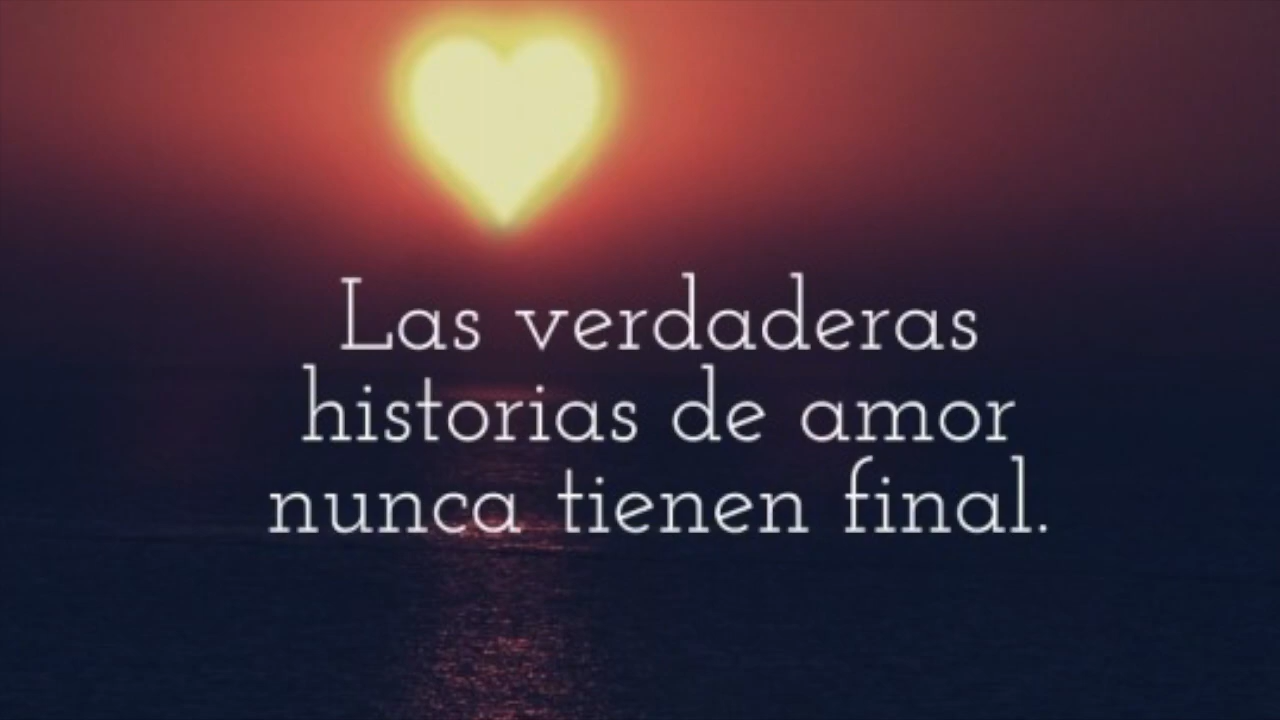 Las verdaderas
historias de amor
nunca tienen final.